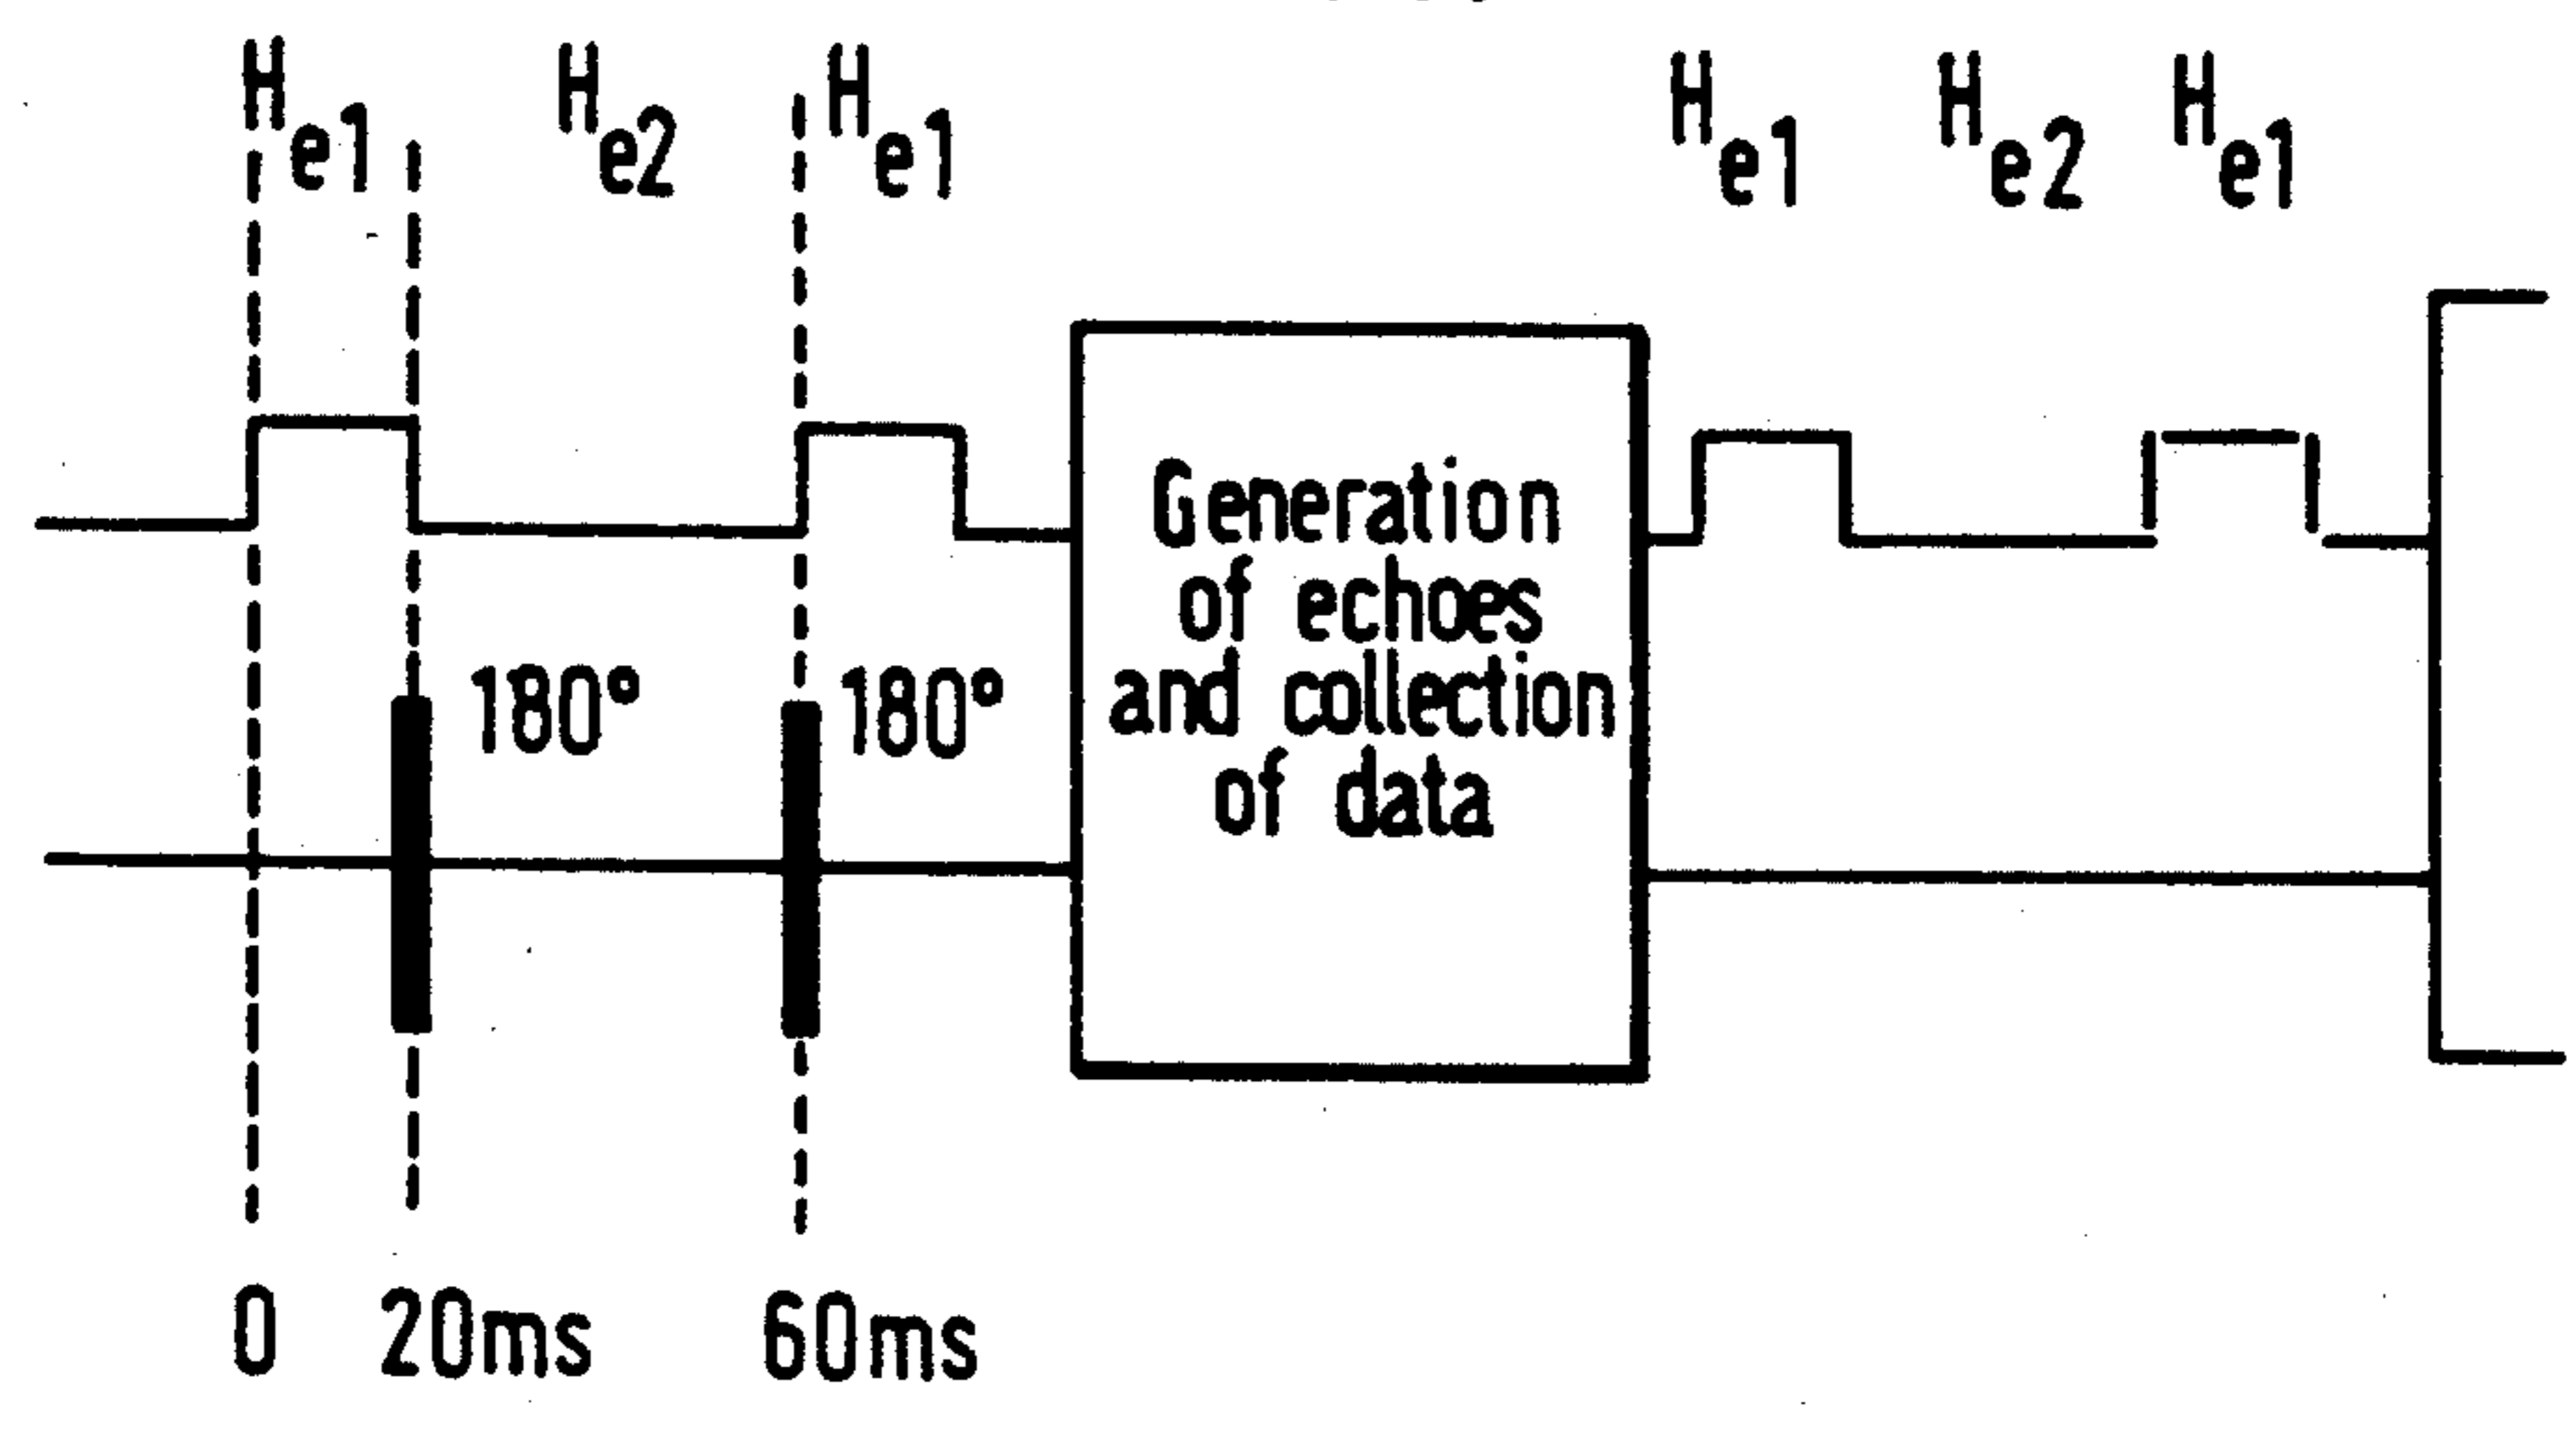 He1 He2 He1 He1 He2 He1
Generation
of echoes
and collection
of data
180° 180°
0 20ms 60ms